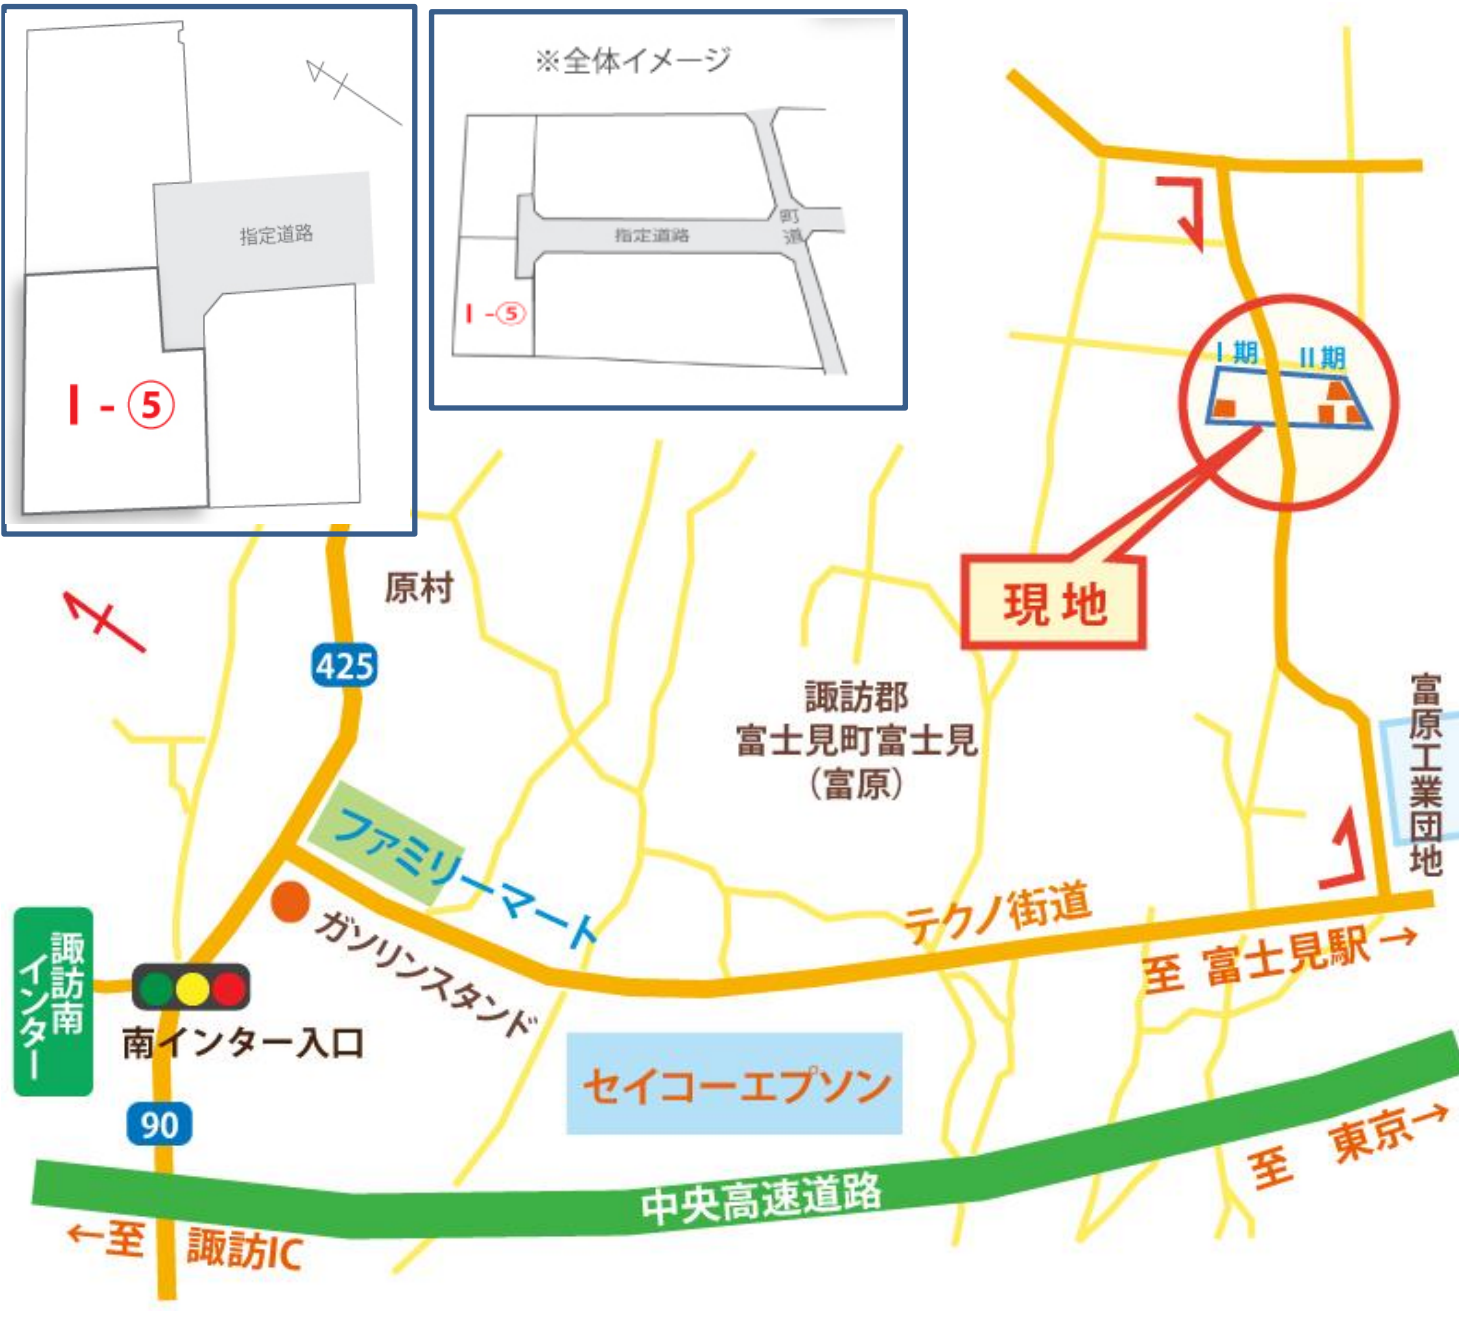 指定道路
Ⅰ-⑤
※全体イメージ
指定道路
町道
Ⅰ-⑤
Ⅰ期
Ⅱ期
現地
原村
425
諏訪郡
富士見町富士見
（富原）
富原工業団地
ファミリーマート
ガソリンスタンド
テクノ街道
至 富士見駅→
諏訪南
インター
南インター入口
セイコーエプソン
90
中央高速道路
至 東京→
←至 諏訪IC